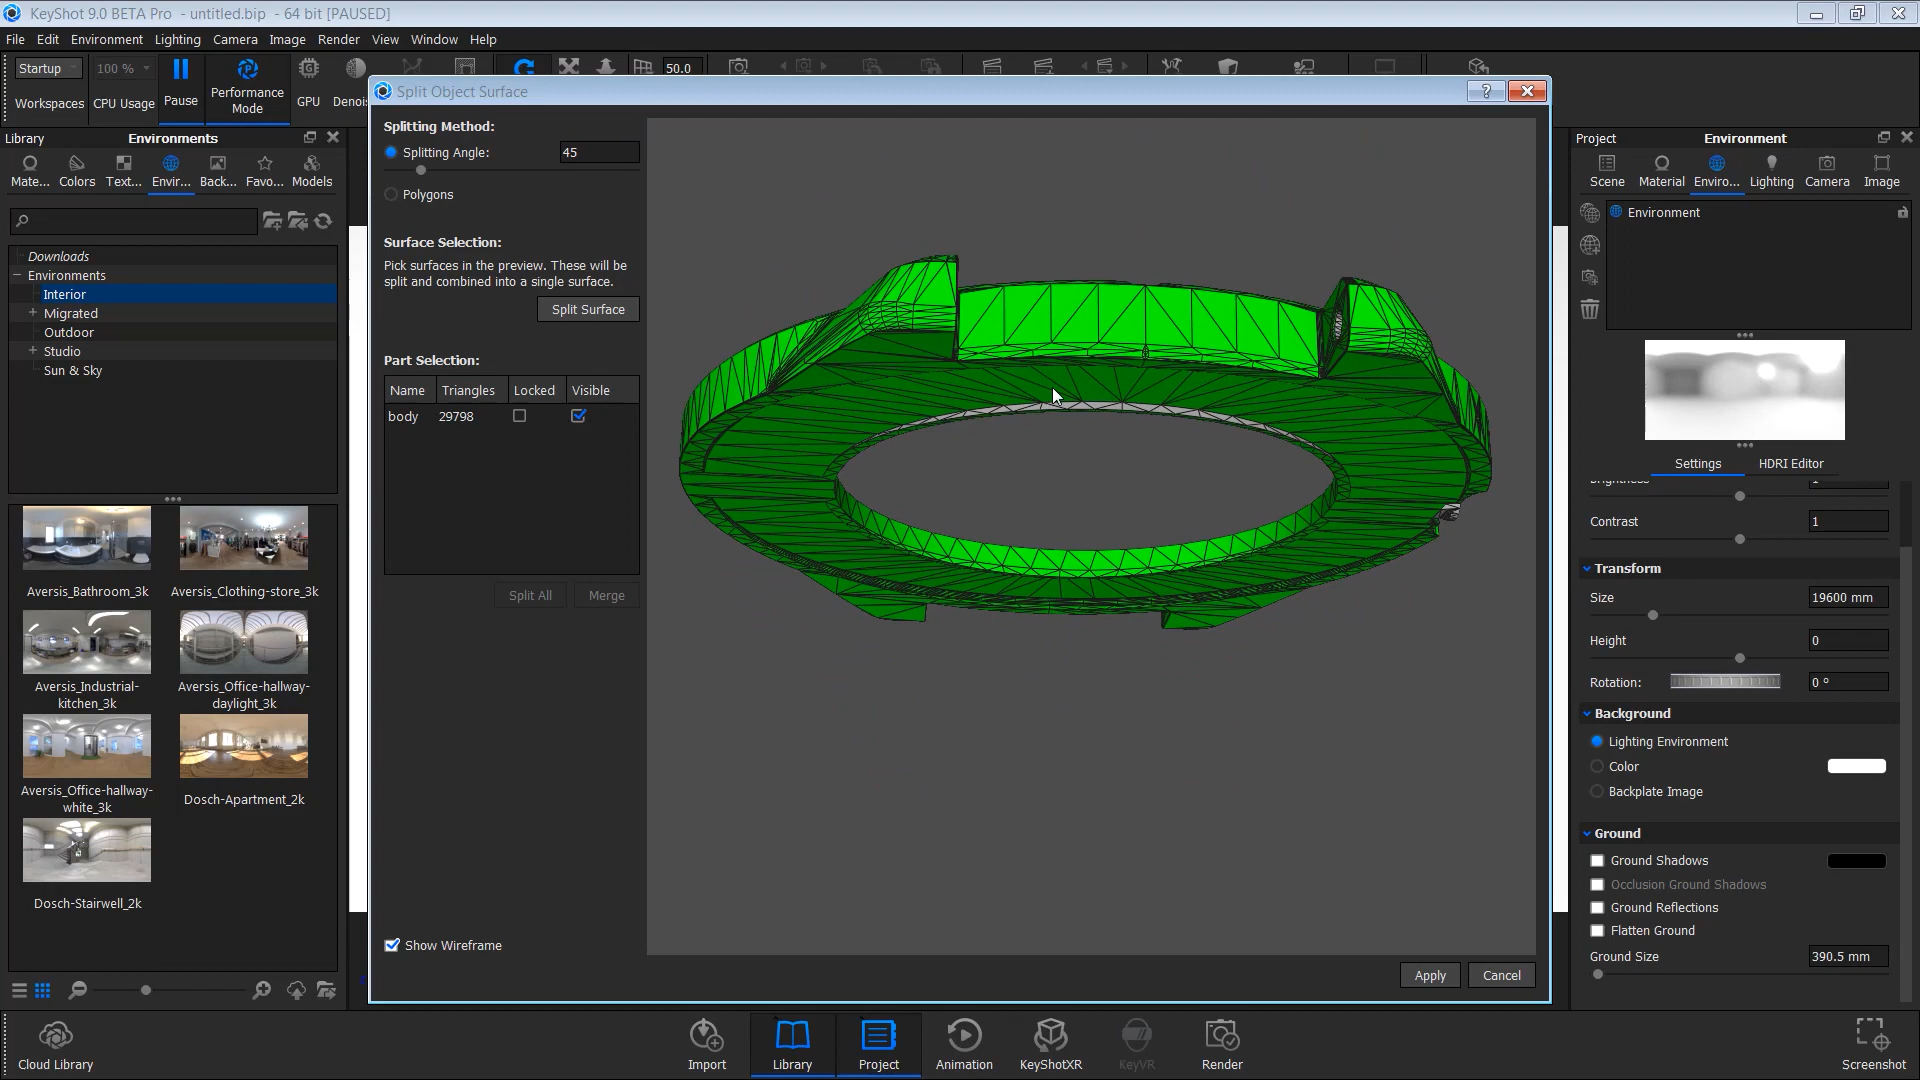 KeyShot 9.0 BETA Pro - untitled.bip - 64 bit [PAUSED]
File Edit Environment Lighting Camera Image Render View Window Help
Startup 100 % 50.0
Workspaces CPU Usage Pause Performance Mode GPU Denoi
Split Object Surface
Library Environments
Mate... Colors Text... Envir... Back... Favo... Models
Downloads
Environments
Interior
Migrated
Outdoor
Studio
Sun & Sky
Aversis_Bathroom_3k Aversis_Clothing-store_3k
Aversis_Industrial- Aversis_Office-hallway-
kitchen_3k daylight_3k
Aversis_Office-hallway- Dosch-Apartment_2k
white_3k
Dosch-Stairwell_2k
Splitting Method:
Splitting Angle: 45
Polygons
Surface Selection:
Pick surfaces in the preview. These will be
split and combined into a single surface.
Split Surface
Part Selection:
Name Triangles Locked Visible
body 29798
Split All Merge
Show Wireframe
Apply Cancel
Project Environment
Scene Material Enviro... Lighting Camera Image
Environment
Settings HDRI Editor
Brightness 1
Contrast 1
Transform
Size 19600 mm
Height 0
Rotation: 0 °
Background
Lighting Environment
Color
Backplate Image
Ground
Ground Shadows
Occlusion Ground Shadows
Ground Reflections
Flatten Ground
Ground Size 390.5 mm
Cloud Library Import Library Project Animation KeyShotXR KeyVR Render Screenshot